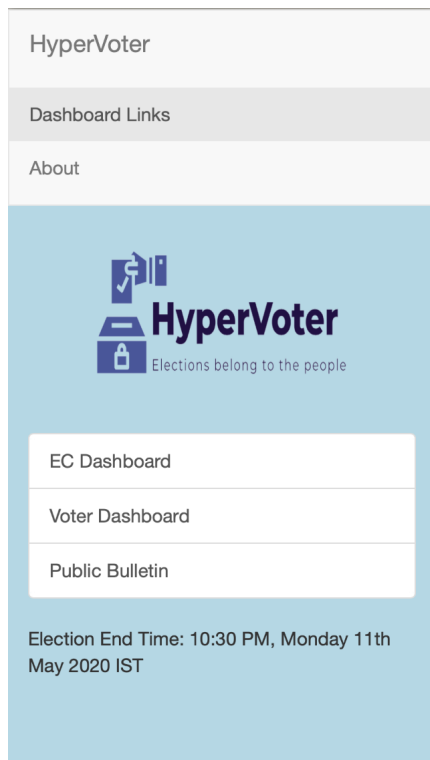 HyperVoter
Dashboard Links
About
HyperVoter
Elections belong to the people
EC Dashboard
Voter Dashboard
Public Bulletin
Election End Time: 10:30 PM, Monday 11th
May 2020 IST